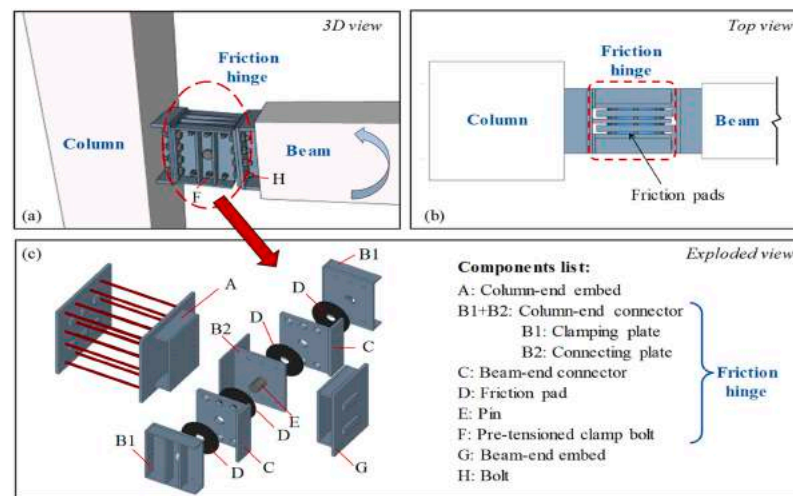 3D view
Friction
hinge
Column
Beam
H
F
(a)
Top view
Friction
hinge
Column
Beam
Friction pads
(b)
(c)
Exploded view
B1
D
A
D
B2
C
E
D
B1
C
D
G
Components list:
A: Column-end embed
B1+B2: Column-end connector
B1: Clamping plate
B2: Connecting plate
C: Beam-end connector
D: Friction pad
E: Pin
F: Pre-tensioned clamp bolt
G: Beam-end embed
H: Bolt
Friction
hinge